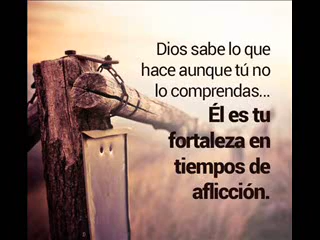 Dios sabe lo que
hace aunque tú no
lo comprendas...
Él es tu
fortaleza en
tiempos de
aflicción.